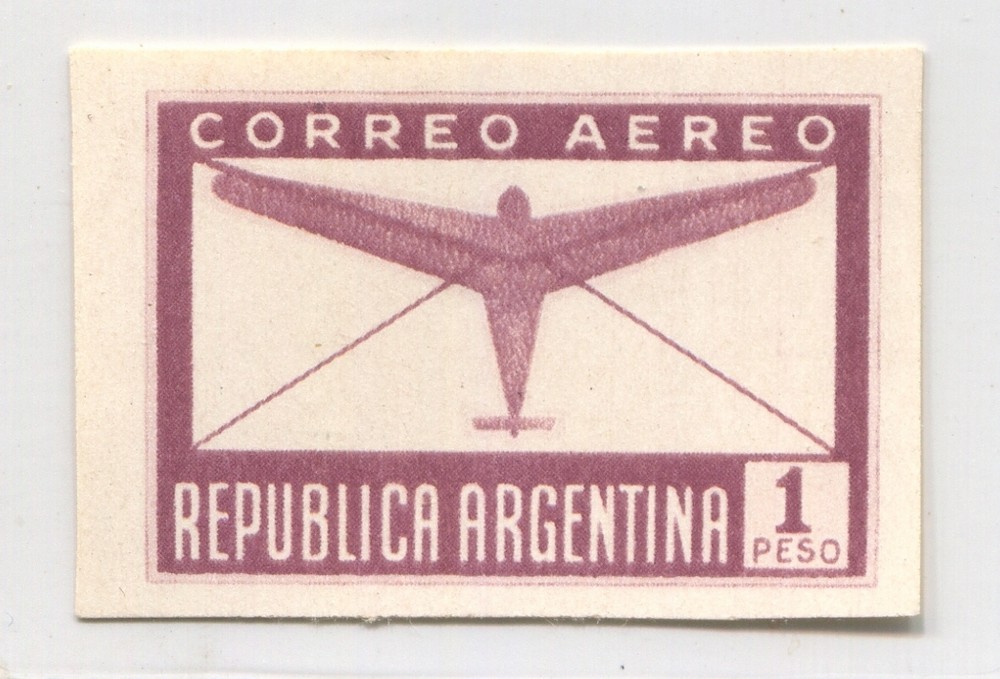 CORREO AEREO
REPUBLICA ARGENTINA
1
PESO